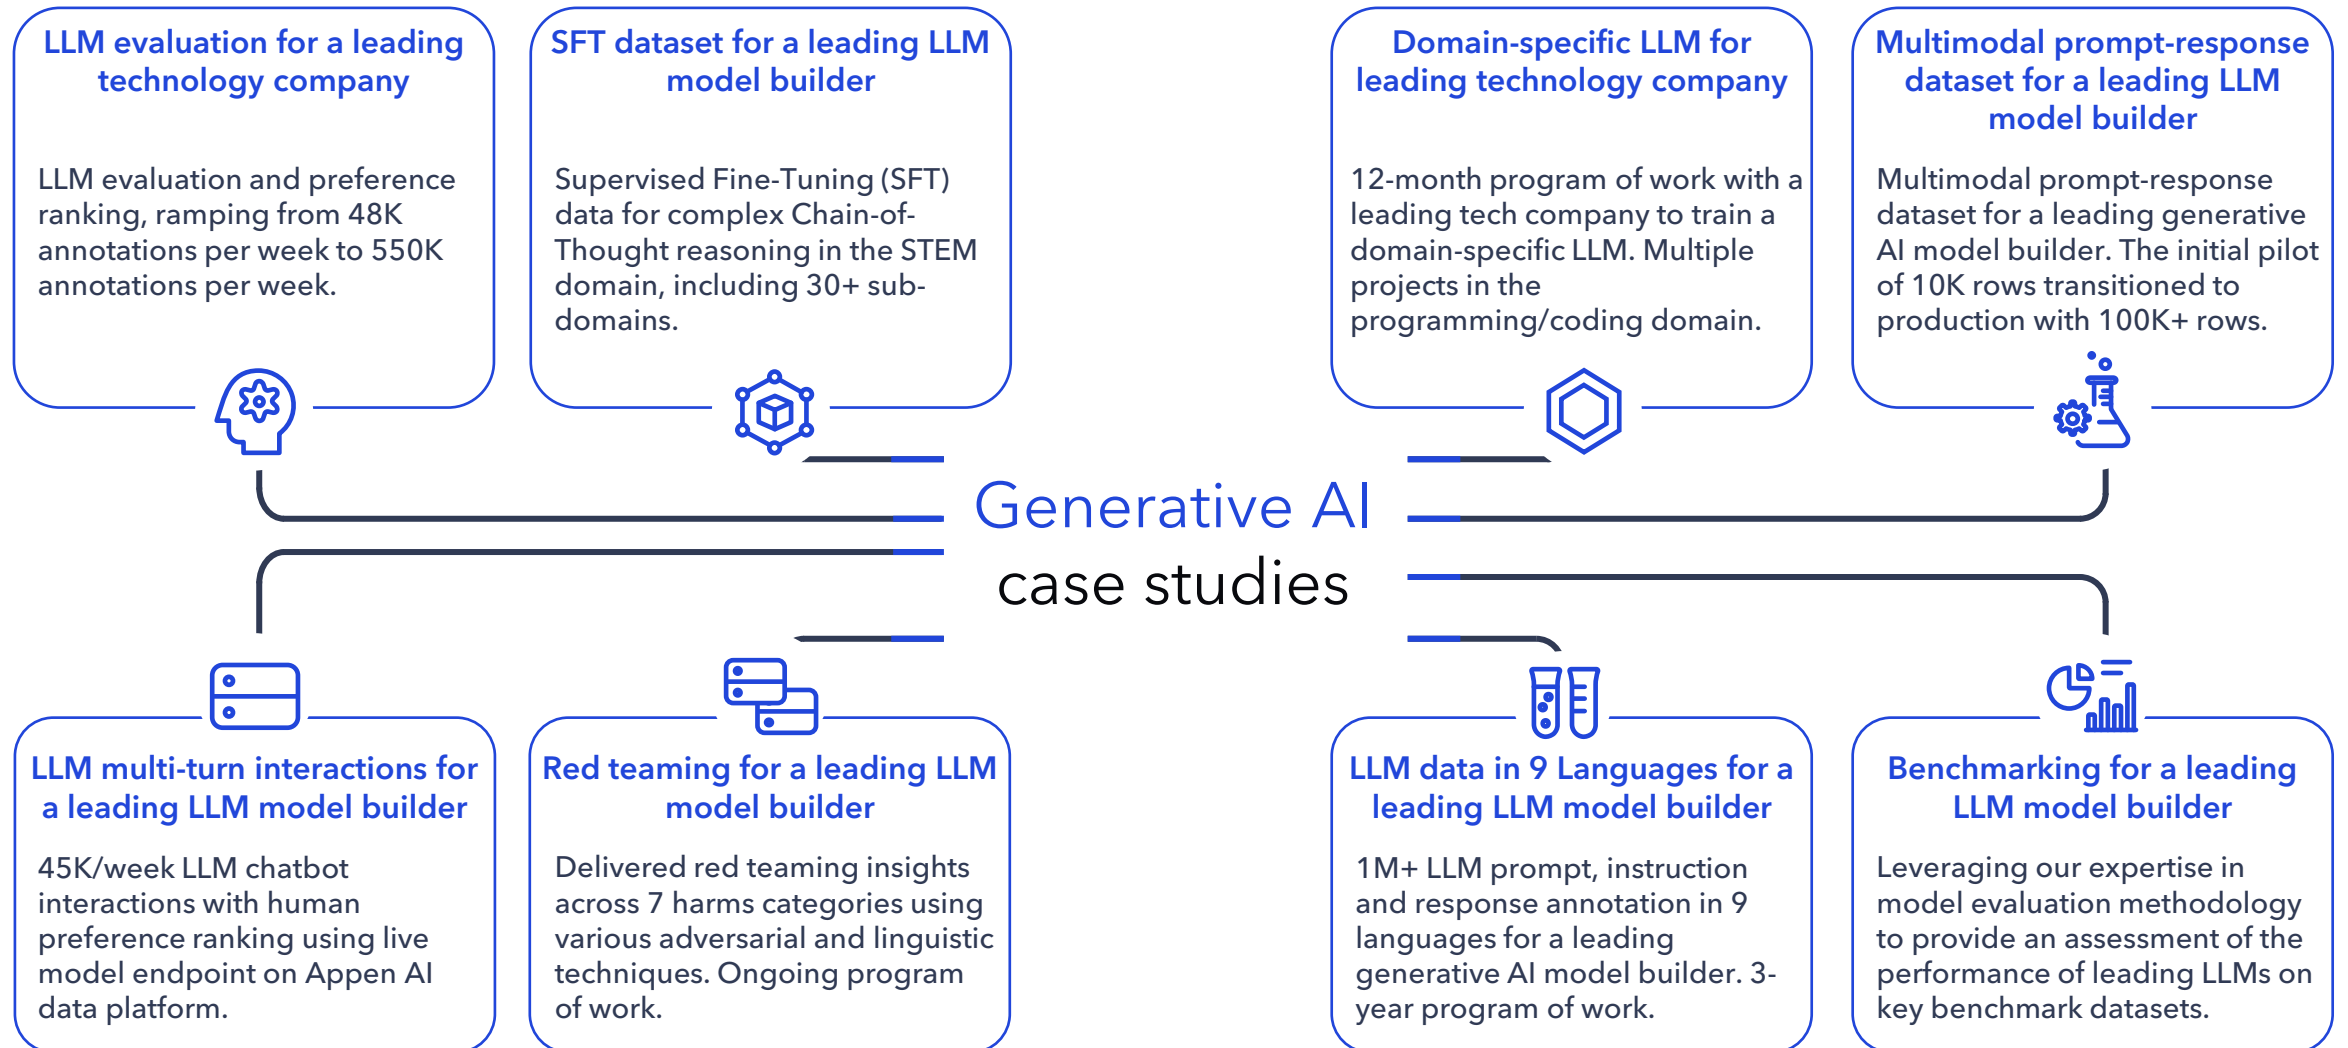 LLM evaluation for a leading
technology company
LLM evaluation and preference
ranking, ramping from 48K
annotations per week to 550K
annotations per week.
SFT dataset for a leading LLM
model builder
Supervised Fine-Tuning (SFT)
data for complex Chain-of-
Thought reasoning in the STEM
domain, including 30+ sub-
domains.
Domain-specific LLM for
leading technology company
12-month program of work with a
leading tech company to train a
domain-specific LLM. Multiple
projects in the
programming/coding domain.
Multimodal prompt-response
dataset for a leading LLM
model builder
Multimodal prompt-response
dataset for a leading generative
AI model builder. The initial pilot
of 10K rows transitioned to
production with 100K+ rows.
Generative AI
case studies
LLM multi-turn interactions for
a leading LLM model builder
45K/week LLM chatbot
interactions with human
preference ranking using live
model endpoint on Appen AI
data platform.
Red teaming for a leading LLM
model builder
Delivered red teaming insights
across 7 harms categories using
various adversarial and linguistic
techniques. Ongoing program
of work.
LLM data in 9 Languages for a
leading LLM model builder
1M+ LLM prompt, instruction
and response annotation in 9
languages for a leading
generative AI model builder. 3-
year program of work.
Benchmarking for a leading
LLM model builder
Leveraging our expertise in
model evaluation methodology
to provide an assessment of the
performance of leading LLMs on
key benchmark datasets.